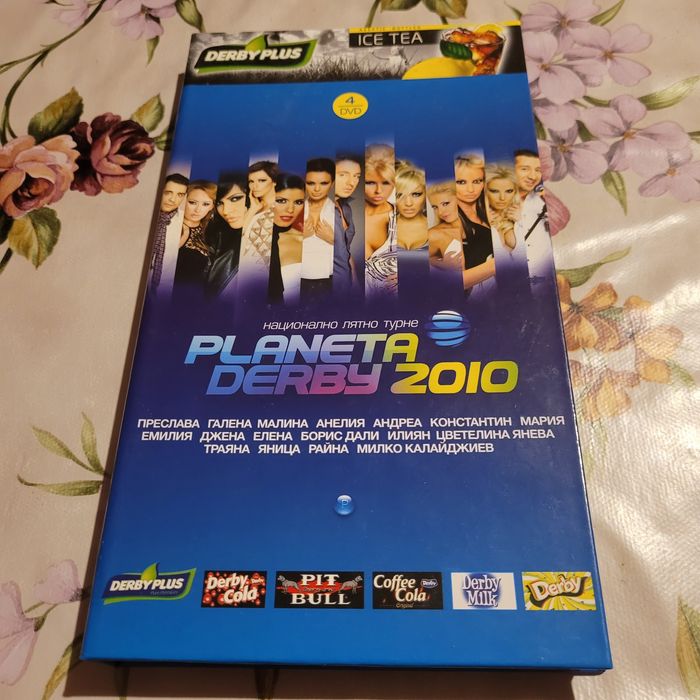 DERBY PLUS
ICE TEA
4
DVD
национално лятно турне
PLANETA
DERBY 2010
ПРЕСЛАВА ГАЛЕНА МАЛИНА АНЕЛИЯ АНДРЕА КОНСТАНТИН МАРИЯ
ЕМИЛИЯ ДЖЕНА ЕЛЕНА БОРИС ДАЛИ ИЛИЯН ЦВЕТЕЛИНА ЯНЕВА
ТРАЯНА ЯНИЦА РАЙНА МИЛКО КАЛАЙДЖИЕВ
P
DERBY PLUS
Derby Cola
PIT BULL
Coffee Cola Derby
Original
Derby Milk
Derby